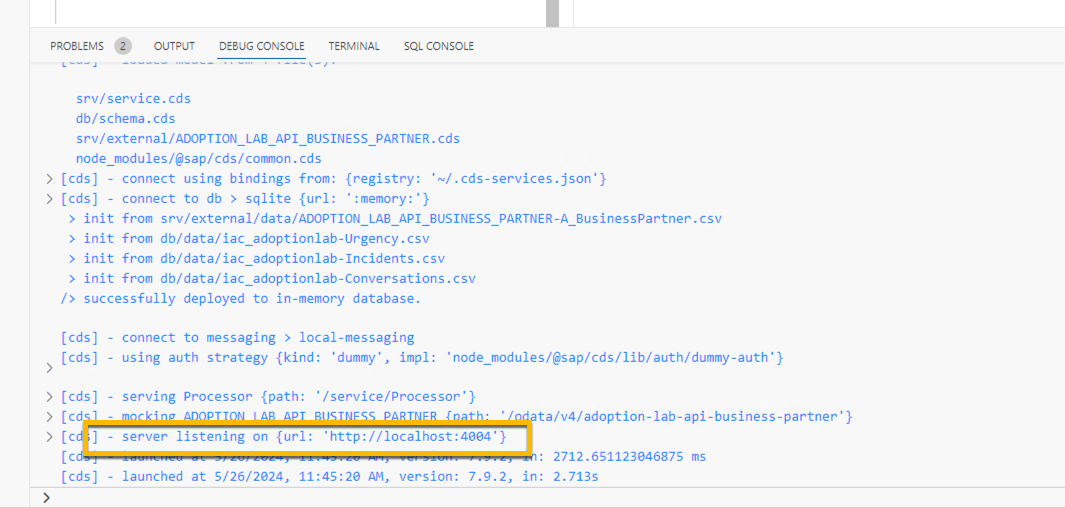 PROBLEMS 2 OUTPUT DEBUG CONSOLE TERMINAL SQL CONSOLE
[cds] - loaded model from 4 file(s):
srv/service.cds
db/schema.cds
srv/external/ADOPTION_LAB_API_BUSINESS_PARTNER.cds
node_modules/@sap/cds/common.cds
> [cds] - connect using bindings from: {registry: '~/.cds-services.json'}
> [cds] - connect to db > sqlite {url: ':memory:'}
> init from srv/external/data/ADOPTION_LAB_API_BUSINESS_PARTNER-A_BusinessPartner.csv
> init from db/data/iac_adoptionlab-Urgency.csv
> init from db/data/iac_adoptionlab-Incidents.csv
> init from db/data/iac_adoptionlab-Conversations.csv
/> successfully deployed to in-memory database.
[cds] - connect to messaging > local-messaging
[cds] - using auth strategy {kind: 'dummy', impl: 'node_modules/@sap/cds/lib/auth/dummy-auth'}
>
> [cds] - serving Processor {path: '/service/Processor'}
> [cds] - mocking ADOPTION_LAB_API_BUSINESS_PARTNER {path: '/odata/v4/adoption-lab-api-business-partner'}
> [cds] - server listening on {url: 'http://localhost:4004'}
[cds] - launched at 5/26/2024, 11:45:20 AM, version: 7.9.2, in: 2712.651123046875 ms
[cds] - launched at 5/26/2024, 11:45:20 AM, version: 7.9.2, in: 2.713s
>